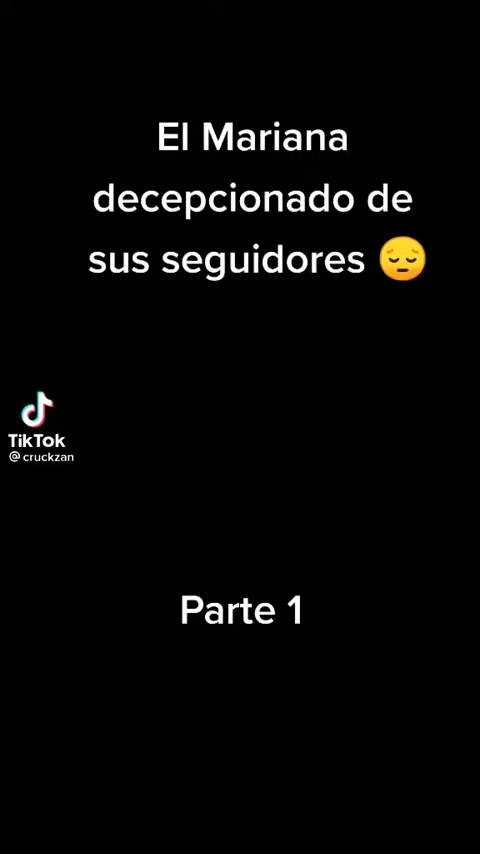 El Mariana
decepcionado de
sus seguidores 😔
TikTok
@cruckzan
Parte 1